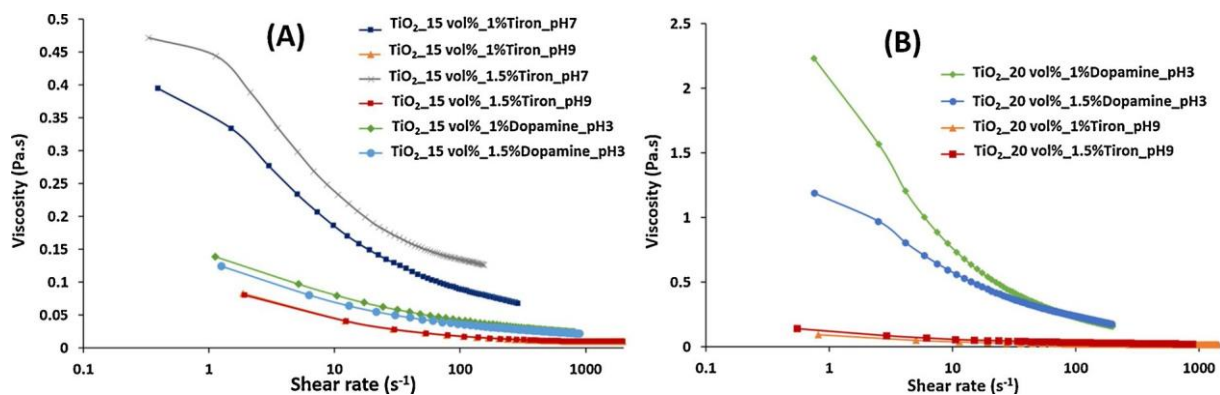 (A)
Viscosity (Pa.s)
0.5
0.45
0.4
0.35
0.3
0.25
0.2
0.15
0.1
0.05
0
0.1
1
10
100
1000
Shear rate (s⁻¹)
TiO₂_15 vol%_1%Tiron_pH7
TiO₂_15 vol%_1%Tiron_pH9
TiO₂_15 vol%_1.5%Tiron_pH7
TiO₂_15 vol%_1.5%Tiron_pH9
TiO₂_15 vol%_1%Dopamine_pH3
TiO₂_15 vol%_1.5%Dopamine_pH3
(B)
Viscosity (Pa.s)
2.5
2
1.5
1
0.5
0
0.1
1
10
100
1000
Shear rate (s⁻¹)
TiO₂_20 vol%_1%Dopamine_pH3
TiO₂_20 vol%_1.5%Dopamine_pH3
TiO₂_20 vol%_1%Tiron_pH9
TiO₂_20 vol%_1.5%Tiron_pH9